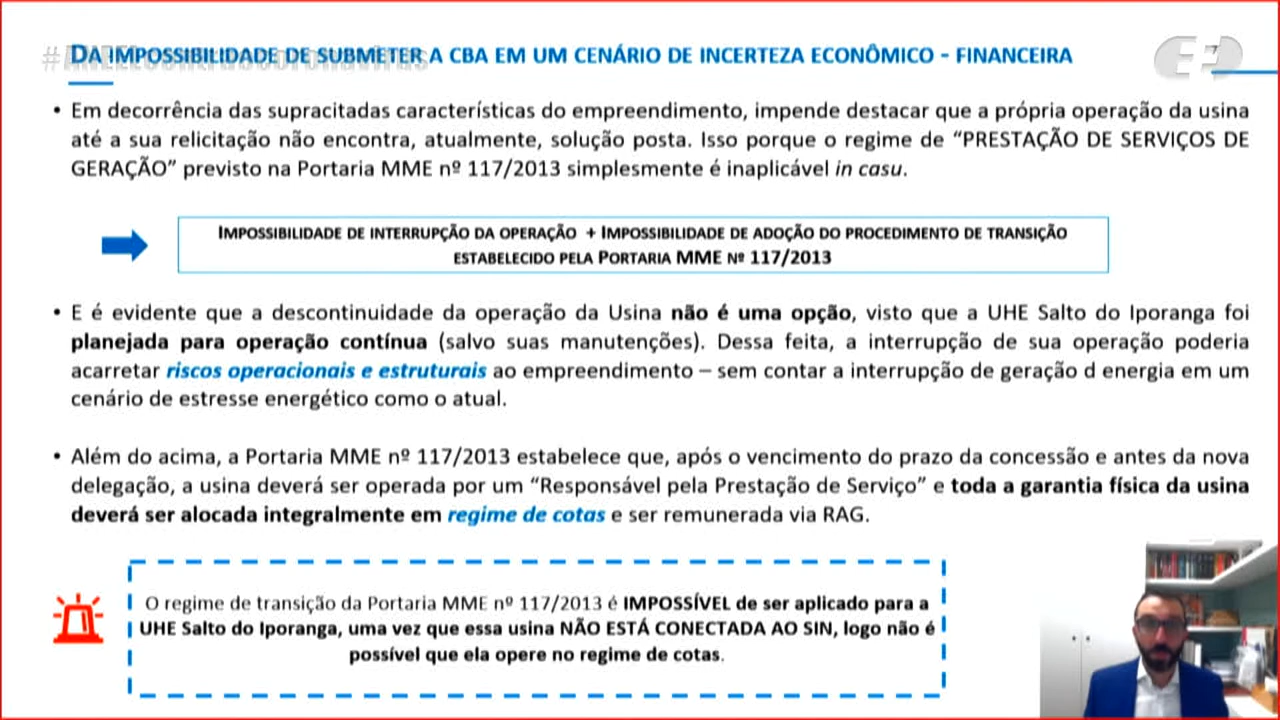 DA IMPOSSIBILIDADE DE SUBMETER A CBA EM UM CENÁRIO DE INCERTEZA ECONÔMICO - FINANCEIRA
7
• Em decorrência das supracitadas características do empreendimento, impende destacar que a própria operação da usina
até a sua relicitação não encontra, atualmente, solução posta. Isso porque o regime de “PRESTAÇÃO DE SERVIÇOS DE
GERAÇÃO” previsto na Portaria MME nº 117/2013 simplesmente é inaplicável in casu.
IMPOSSIBILIDADE DE INTERRUPÇÃO DA OPERAÇÃO + IMPOSSIBILIDADE DE ADOÇÃO DO PROCEDIMENTO DE TRANSIÇÃO
ESTABELECIDO PELA PORTARIA MME Nº 117/2013
• E é evidente que a descontinuidade da operação da Usina não é uma opção, visto que a UHE Salto do Iporanga foi
planejada para operação contínua (salvo suas manutenções). Dessa feita, a interrupção de sua operação poderia
acarretar riscos operacionais e estruturais ao empreendimento – sem contar a interrupção de geração d energia em um
cenário de estresse energético como o atual.
• Além do acima, a Portaria MME nº 117/2013 estabelece que, após o vencimento do prazo da concessão e antes da nova
delegação, a usina deverá ser operada por um “Responsável pela Prestação de Serviço” e toda a garantia física da usina
deverá ser alocada integralmente em regime de cotas e ser remunerada via RAG.
O regime de transição da Portaria MME nº 117/2013 é IMPOSSÍVEL de ser aplicado para a
UHE Salto do Iporanga, uma vez que essa usina NÃO ESTÁ CONECTADA AO SIN, logo não é
possível que ela opere no regime de cotas.